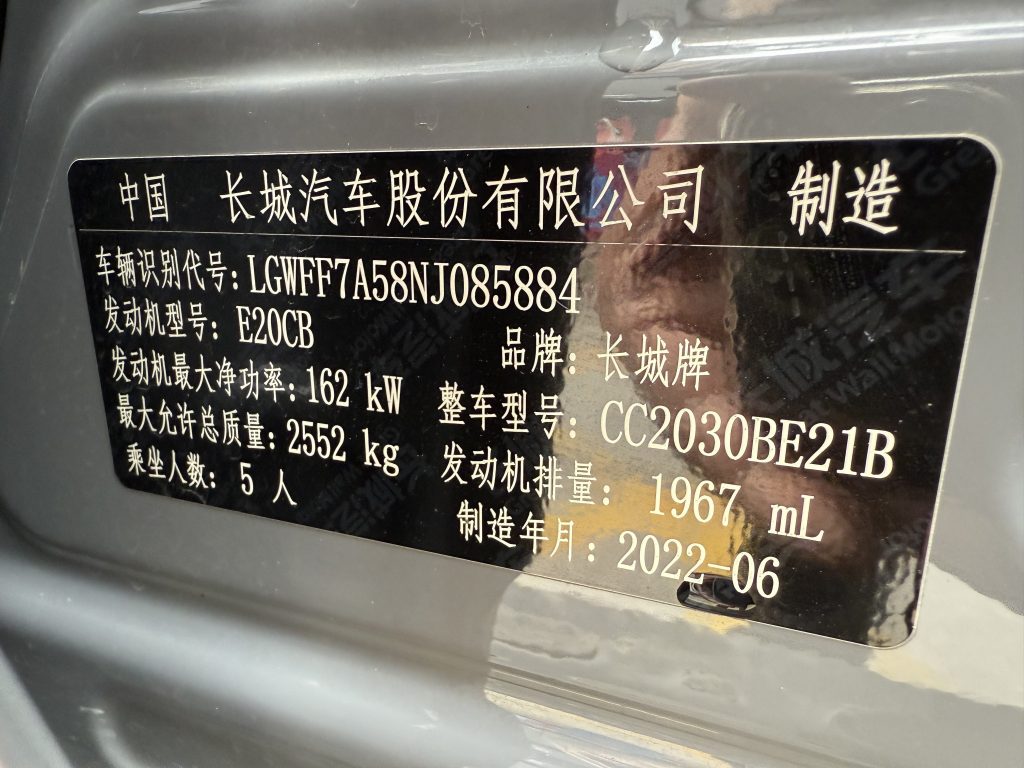 中国 长城汽车股份有限公司 制造
车辆识别代号: LGWFF7A58NJ085884
发动机型号: E20CB
品牌: 长城牌
发动机最大净功率: 162 kW
整车型号: CC2030BE21B
最大允许总质量: 2552 kg
发动机排量: 1967 mL
乘坐人数: 5 人
制造年月: 2022-06